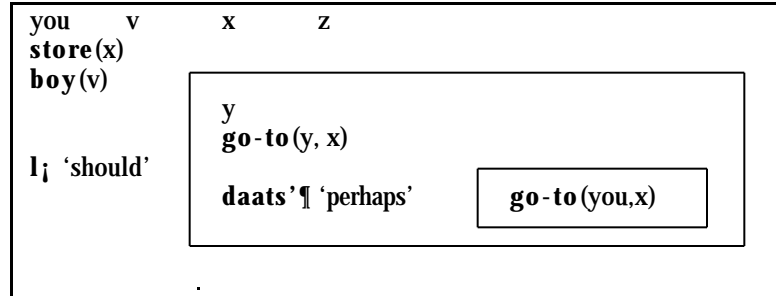 you v x z
store(x)
boy(v)
y
go-to(y, x)
l¡ ‘should’
daats’¶ ‘perhaps’ go-to(you,x)